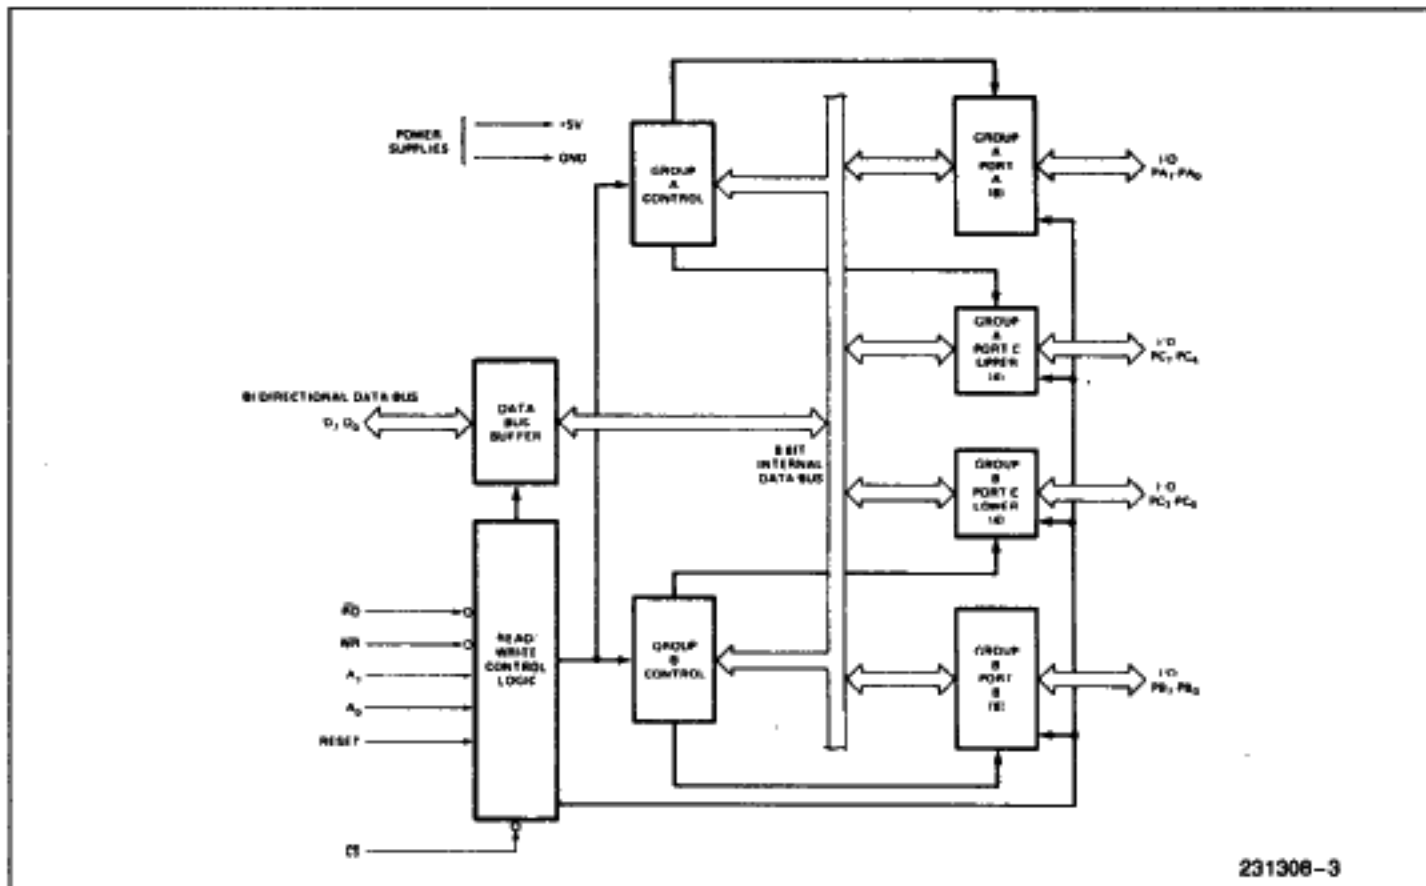 POWER
SUPPLIES
+5V
GND
GROUP
A
CONTROL
GROUP
A
PORT
A
(8)
I/O
PA7-PA0
GROUP
A
PORT C
UPPER
(4)
I/O
PC7-PC4
BI DIRECTIONAL DATA BUS
D7 D0
DATA
BUS
BUFFER
8 BIT
INTERNAL
DATA BUS
GROUP
B
PORT C
LOWER
(4)
I/O
PC3-PC0
RD
WR
A1
A0
RESET
CS
READ/
WRITE
CONTROL
LOGIC
GROUP
B
CONTROL
GROUP
B
PORT
B
(8)
I/O
PB7-PB0
231308-3